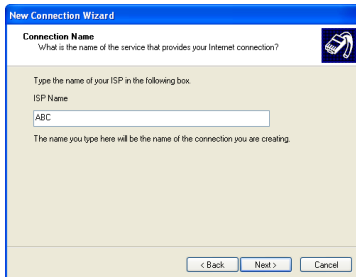 New Connection Wizard
Connection Name
What is the name of the service that provides your Internet connection?
Type the name of your ISP in the following box.
ISP Name
ABC
The name you type here will be the name of the connection you are creating.
< Back Next > Cancel